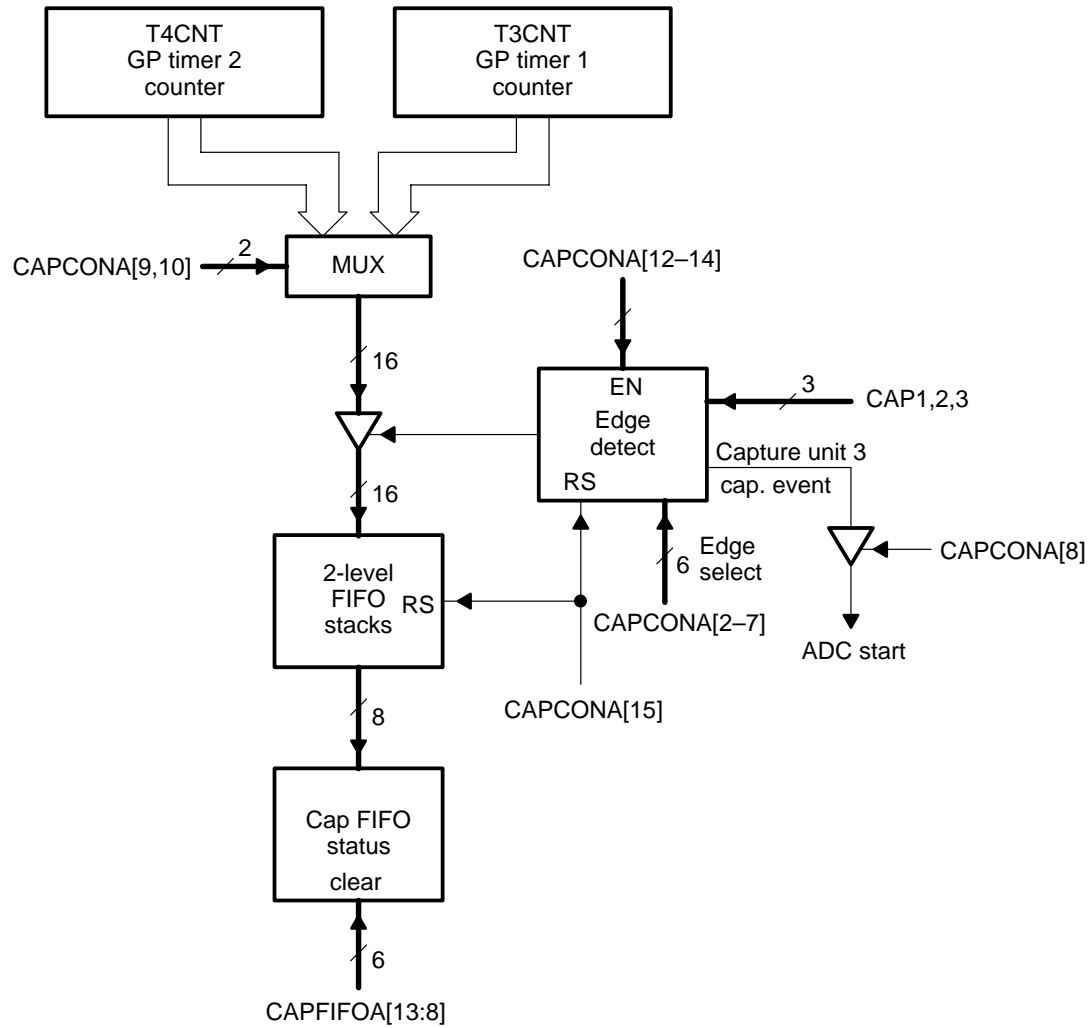 T4CNT
GP timer 2
counter
T3CNT
GP timer 1
counter
CAPCONA[9,10]
2
MUX
CAPCONA[12–14]
16
EN
Edge
detect
RS
3
CAP1,2,3
Capture unit 3
cap. event
16
CAPCONA[8]
6
Edge
select
2-level
FIFO
stacks
RS
CAPCONA[2–7]
ADC start
CAPCONA[15]
8
Cap FIFO
status
clear
6
CAPFIFOA[13:8]